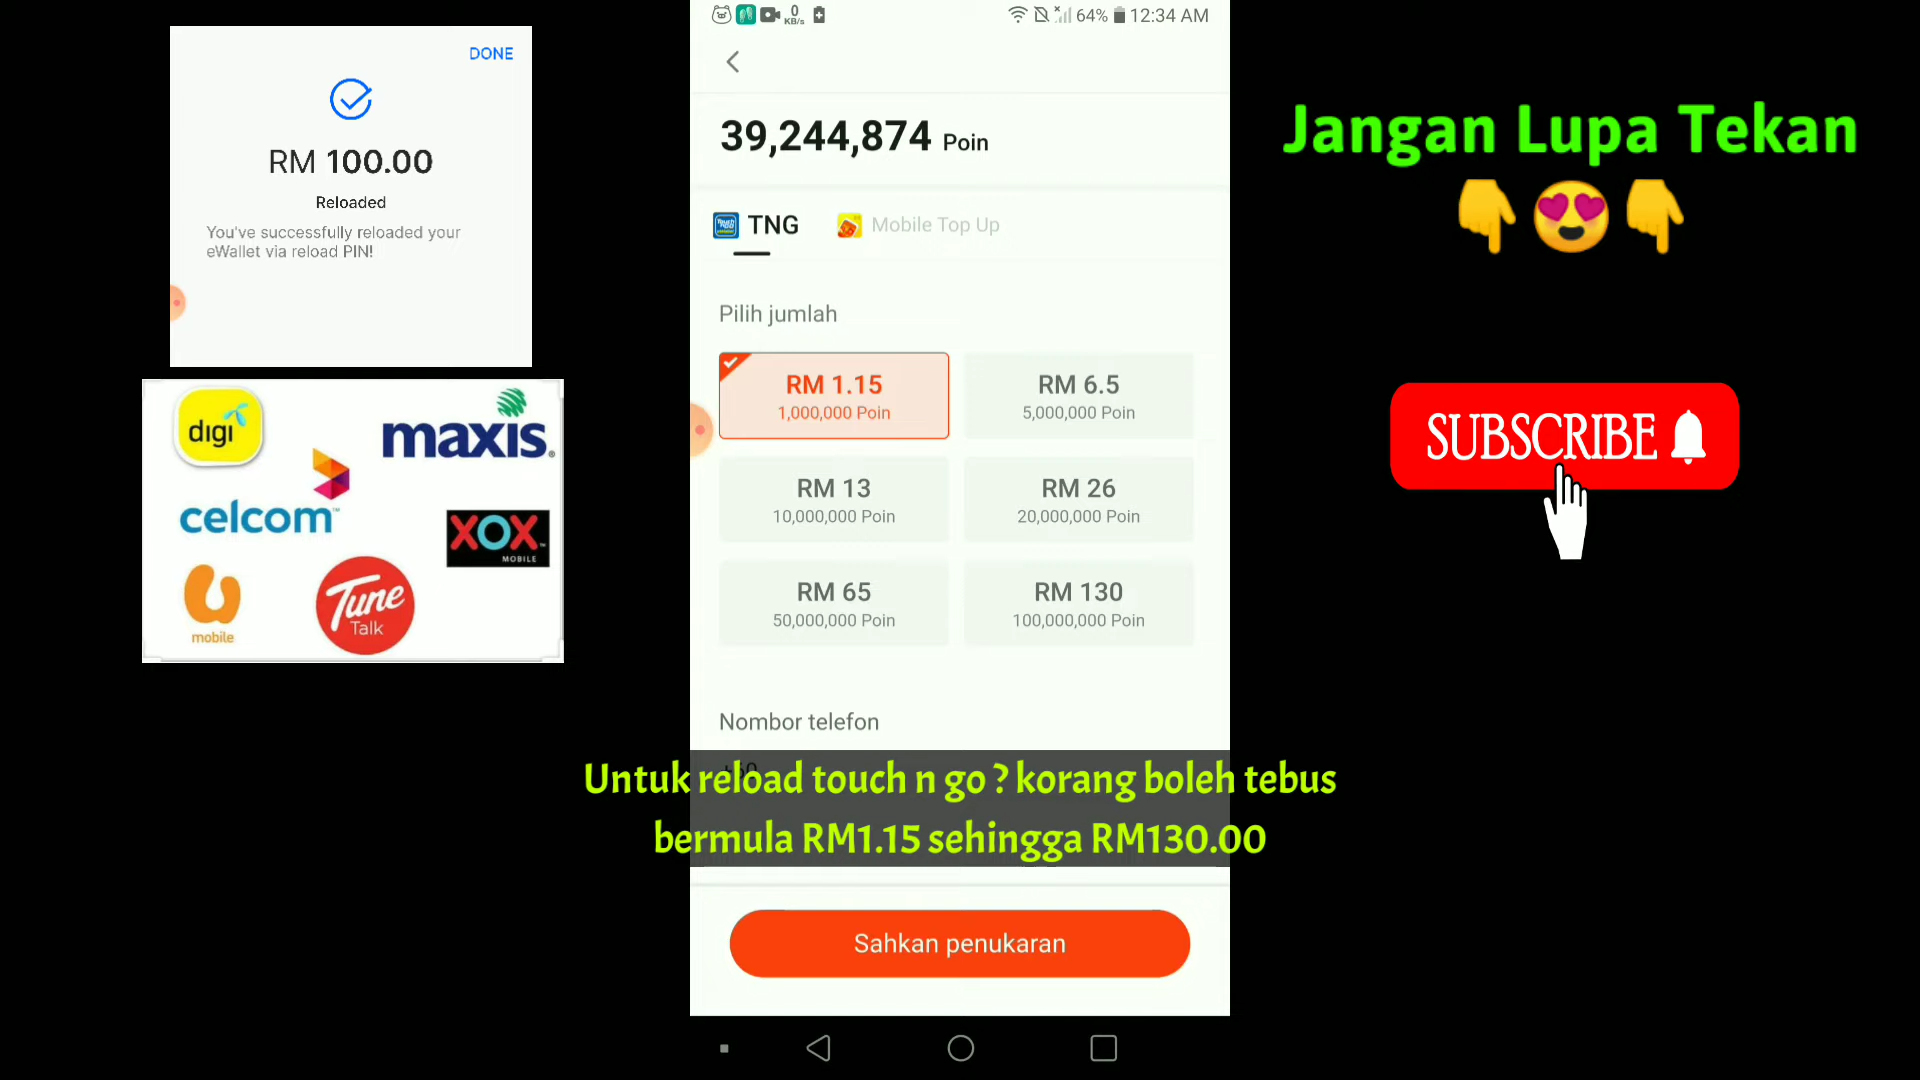 DONE
RM 100.00
Reloaded
You've successfully reloaded your
eWallet via reload PIN!
digi
maxis
celcom
XOX
MOBILE
mobile
Tune
Talk
0
KB/s
64%
12:34 AM
39,244,874 Poin
TNG
Mobile Top Up
Pilih jumlah
RM 1.15
1,000,000 Poin
RM 6.5
5,000,000 Poin
RM 13
10,000,000 Poin
RM 26
20,000,000 Poin
RM 65
50,000,000 Poin
RM 130
100,000,000 Poin
Nombor telefon
Untuk reload touch n go ? korang boleh tebus
bermula RM1.15 sehingga RM130.00
Sahkan penukaran
Jangan Lupa Tekan
SUBSCRIBE